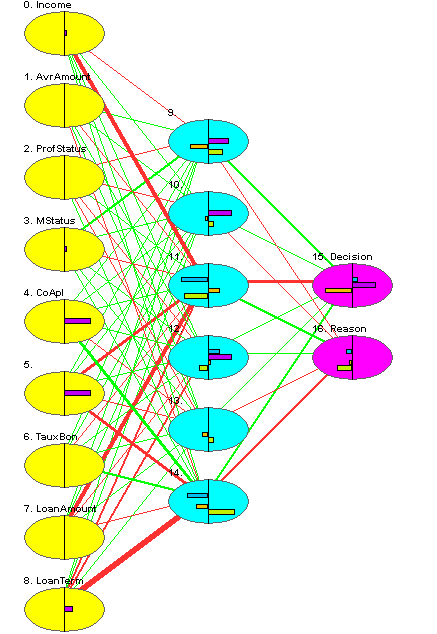 0. Income
1. AvrAmount
2. ProfStatus
3. MStatus
4. CoApl
5.
6. TauxBon
7. LoanAmount
8. LoanTerm
9.
10.
11.
12.
13.
14.
15. Decision
16. Reason